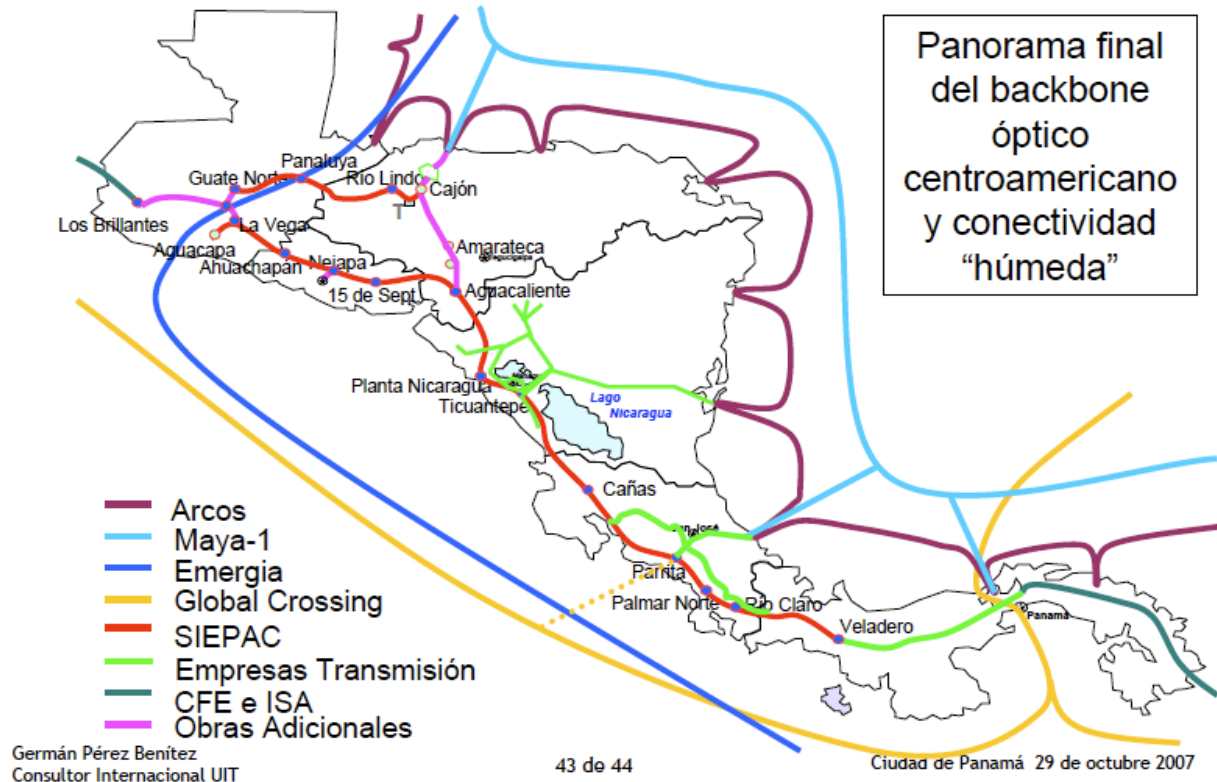 Panorama final
del backbone
óptico
centroamericano
y conectividad
“húmeda”
Panaluya
Guate Norte
Río Lindo
Cajón
T
Los Brillantes
La Vega
Aguacapa
Ahuachapán
Nejapa
Amarateca
Tegucigalpa
15 de Sept.
Aguacaliente
Planta Nicaragua
Ticuantepe
Lago
Nicaragua
Cañas
San José
Parrita
Palmar Norte
Río Claro
Veladero
Panamá
Arcos
Maya-1
Emergia
Global Crossing
SIEPAC
Empresas Transmisión
CFE e ISA
Obras Adicionales
Germán Pérez Benítez
Consultor Internacional UIT
43 de 44
Ciudad de Panamá 29 de octubre 2007